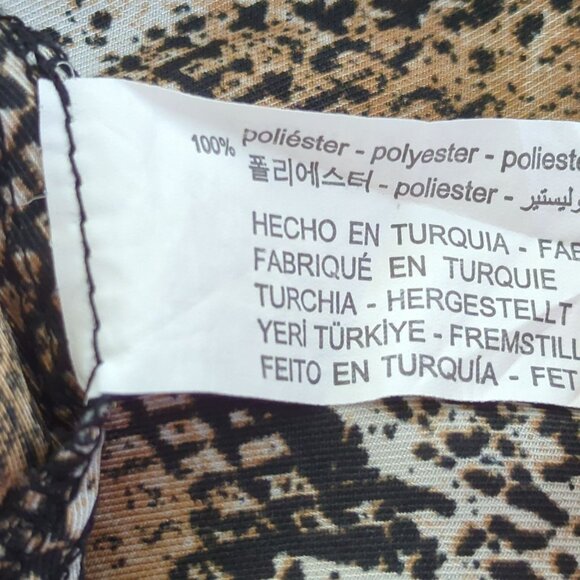 100% poliéster - polyester -
폴리에스터 - poliester -
HECHO EN TURQUIA -
FABRIQUÉ EN TURQUIE
TURCHIA - HERGESTELLT
YERİ TÜRKİYE -
FEITO EN TURQUÍA -